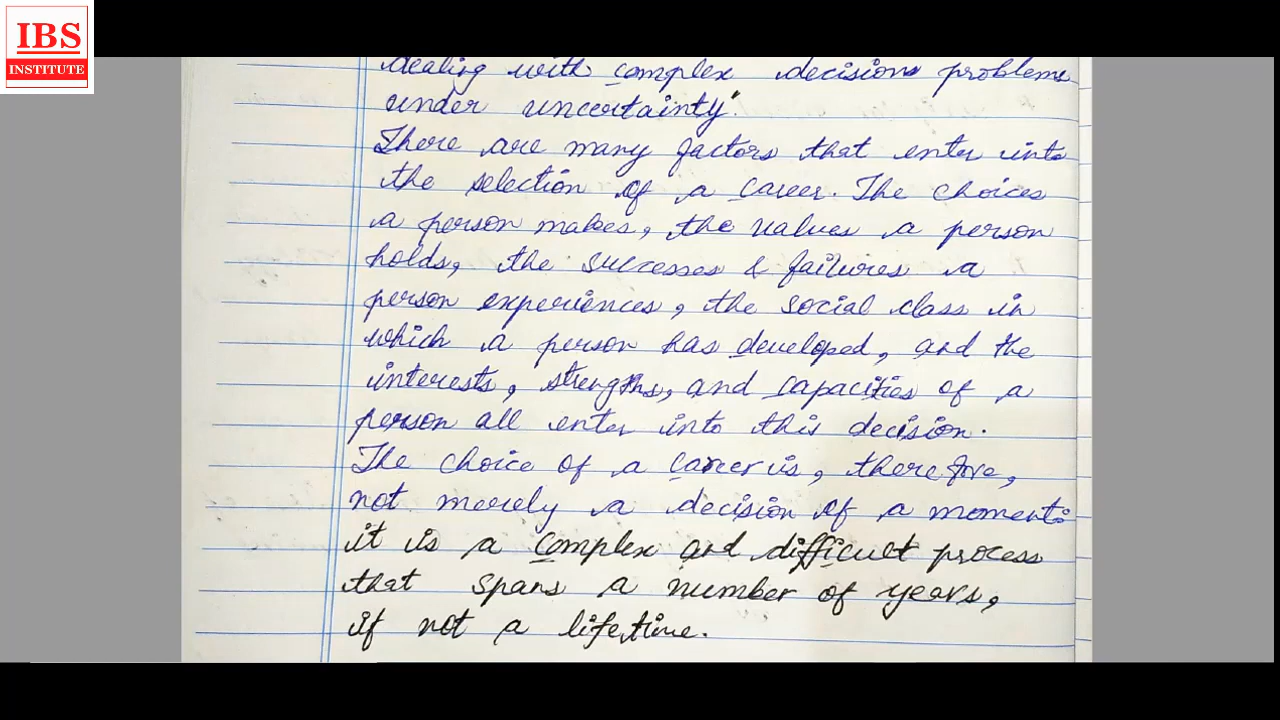 IBS
INSTITUTE
dealing with complex decisions probleme
under uncertainty"
There are many factors that enter into
the selection of a career. The choices
a person makes, the values a person
holds, the successes & failures a
person experiences, the social class in
which a person has developed, and the
interests, strengths, and capacities of a
person all enter into this decision.
The choice of a career is, therefore,
not merely a decision of a moment:
it is a complex and difficult process
that spans a number of years,
if not a lifetime.